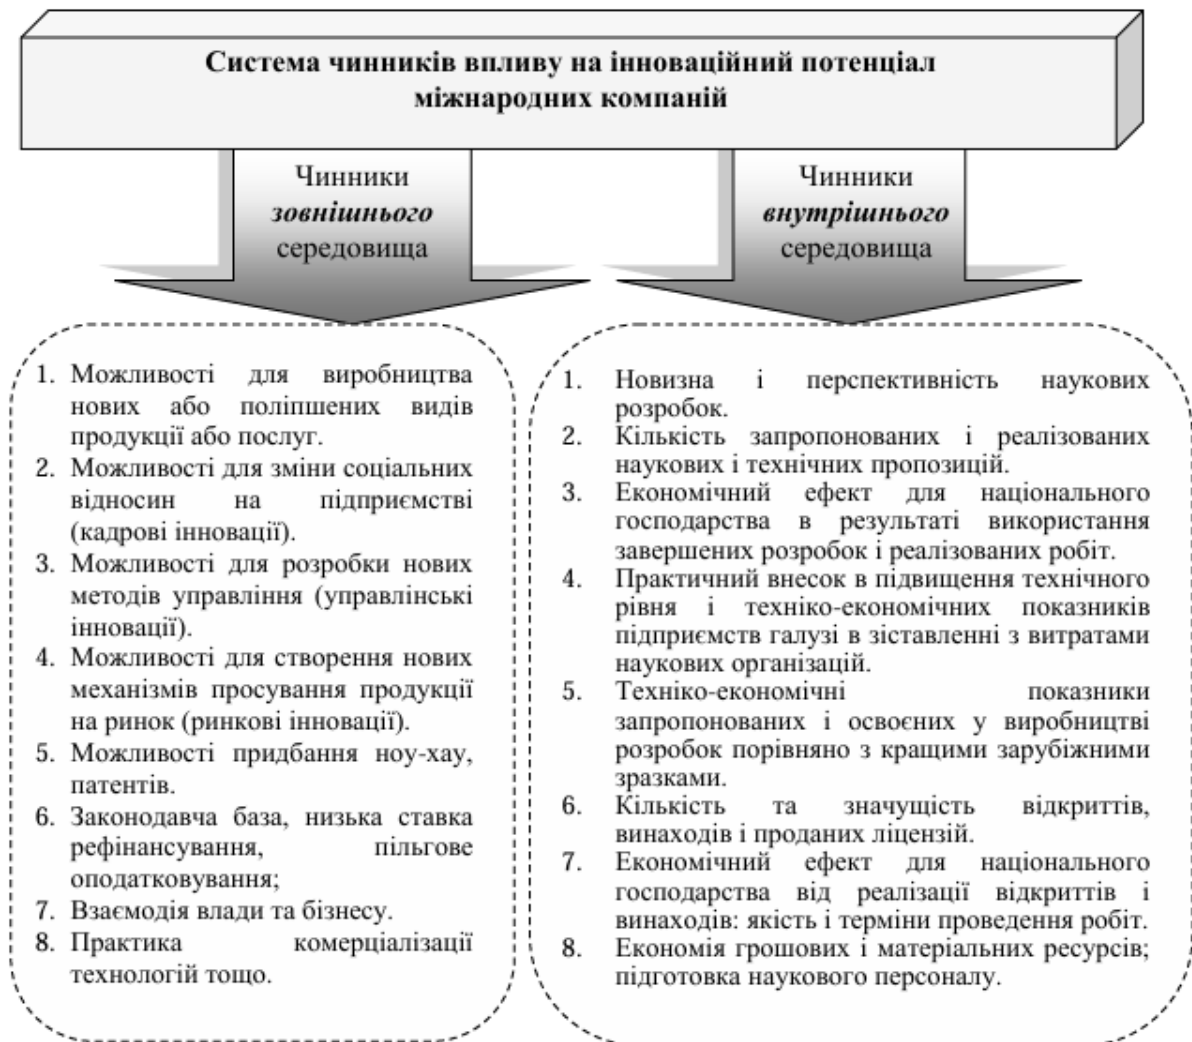 Система чинників впливу на інноваційний потенціал
міжнародних компаній
Чинники
зовнішнього
середовища
Чинники
внутрішнього
середовища
1. Можливості для виробництва
нових або поліпшених видів
продукції або послуг.
2. Можливості для зміни соціальних
відносин на підприємстві
(кадрові інновації).
3. Можливості для розробки нових
методів управління (управлінські
інновації).
4. Можливості для створення нових
механізмів просування продукції
на ринок (ринкові інновації).
5. Можливості придбання ноу-хау,
патентів.
6. Законодавча база, низька ставка
рефінансування, пільгове
оподатковування;
7. Взаємодія влади та бізнесу.
8. Практика комерціалізації
технологій тощо.
1. Новизна і перспективність наукових
розробок.
2. Кількість запропонованих і реалізованих
наукових і технічних пропозицій.
3. Економічний ефект для національного
господарства в результаті використання
завершених розробок і реалізованих робіт.
4. Практичний внесок в підвищення технічного
рівня і техніко-економічних показників
підприємств галузі в зіставленні з витратами
наукових організацій.
5. Техніко-економічні показники
запропонованих і освоєних у виробництві
розробок порівняно з кращими зарубіжними
зразками.
6. Кількість та значущість відкриттів,
винаходів і проданих ліцензій.
7. Економічний ефект для національного
господарства від реалізації відкриттів і
винаходів: якість і терміни проведення робіт.
8. Економія грошових і матеріальних ресурсів;
підготовка наукового персоналу.